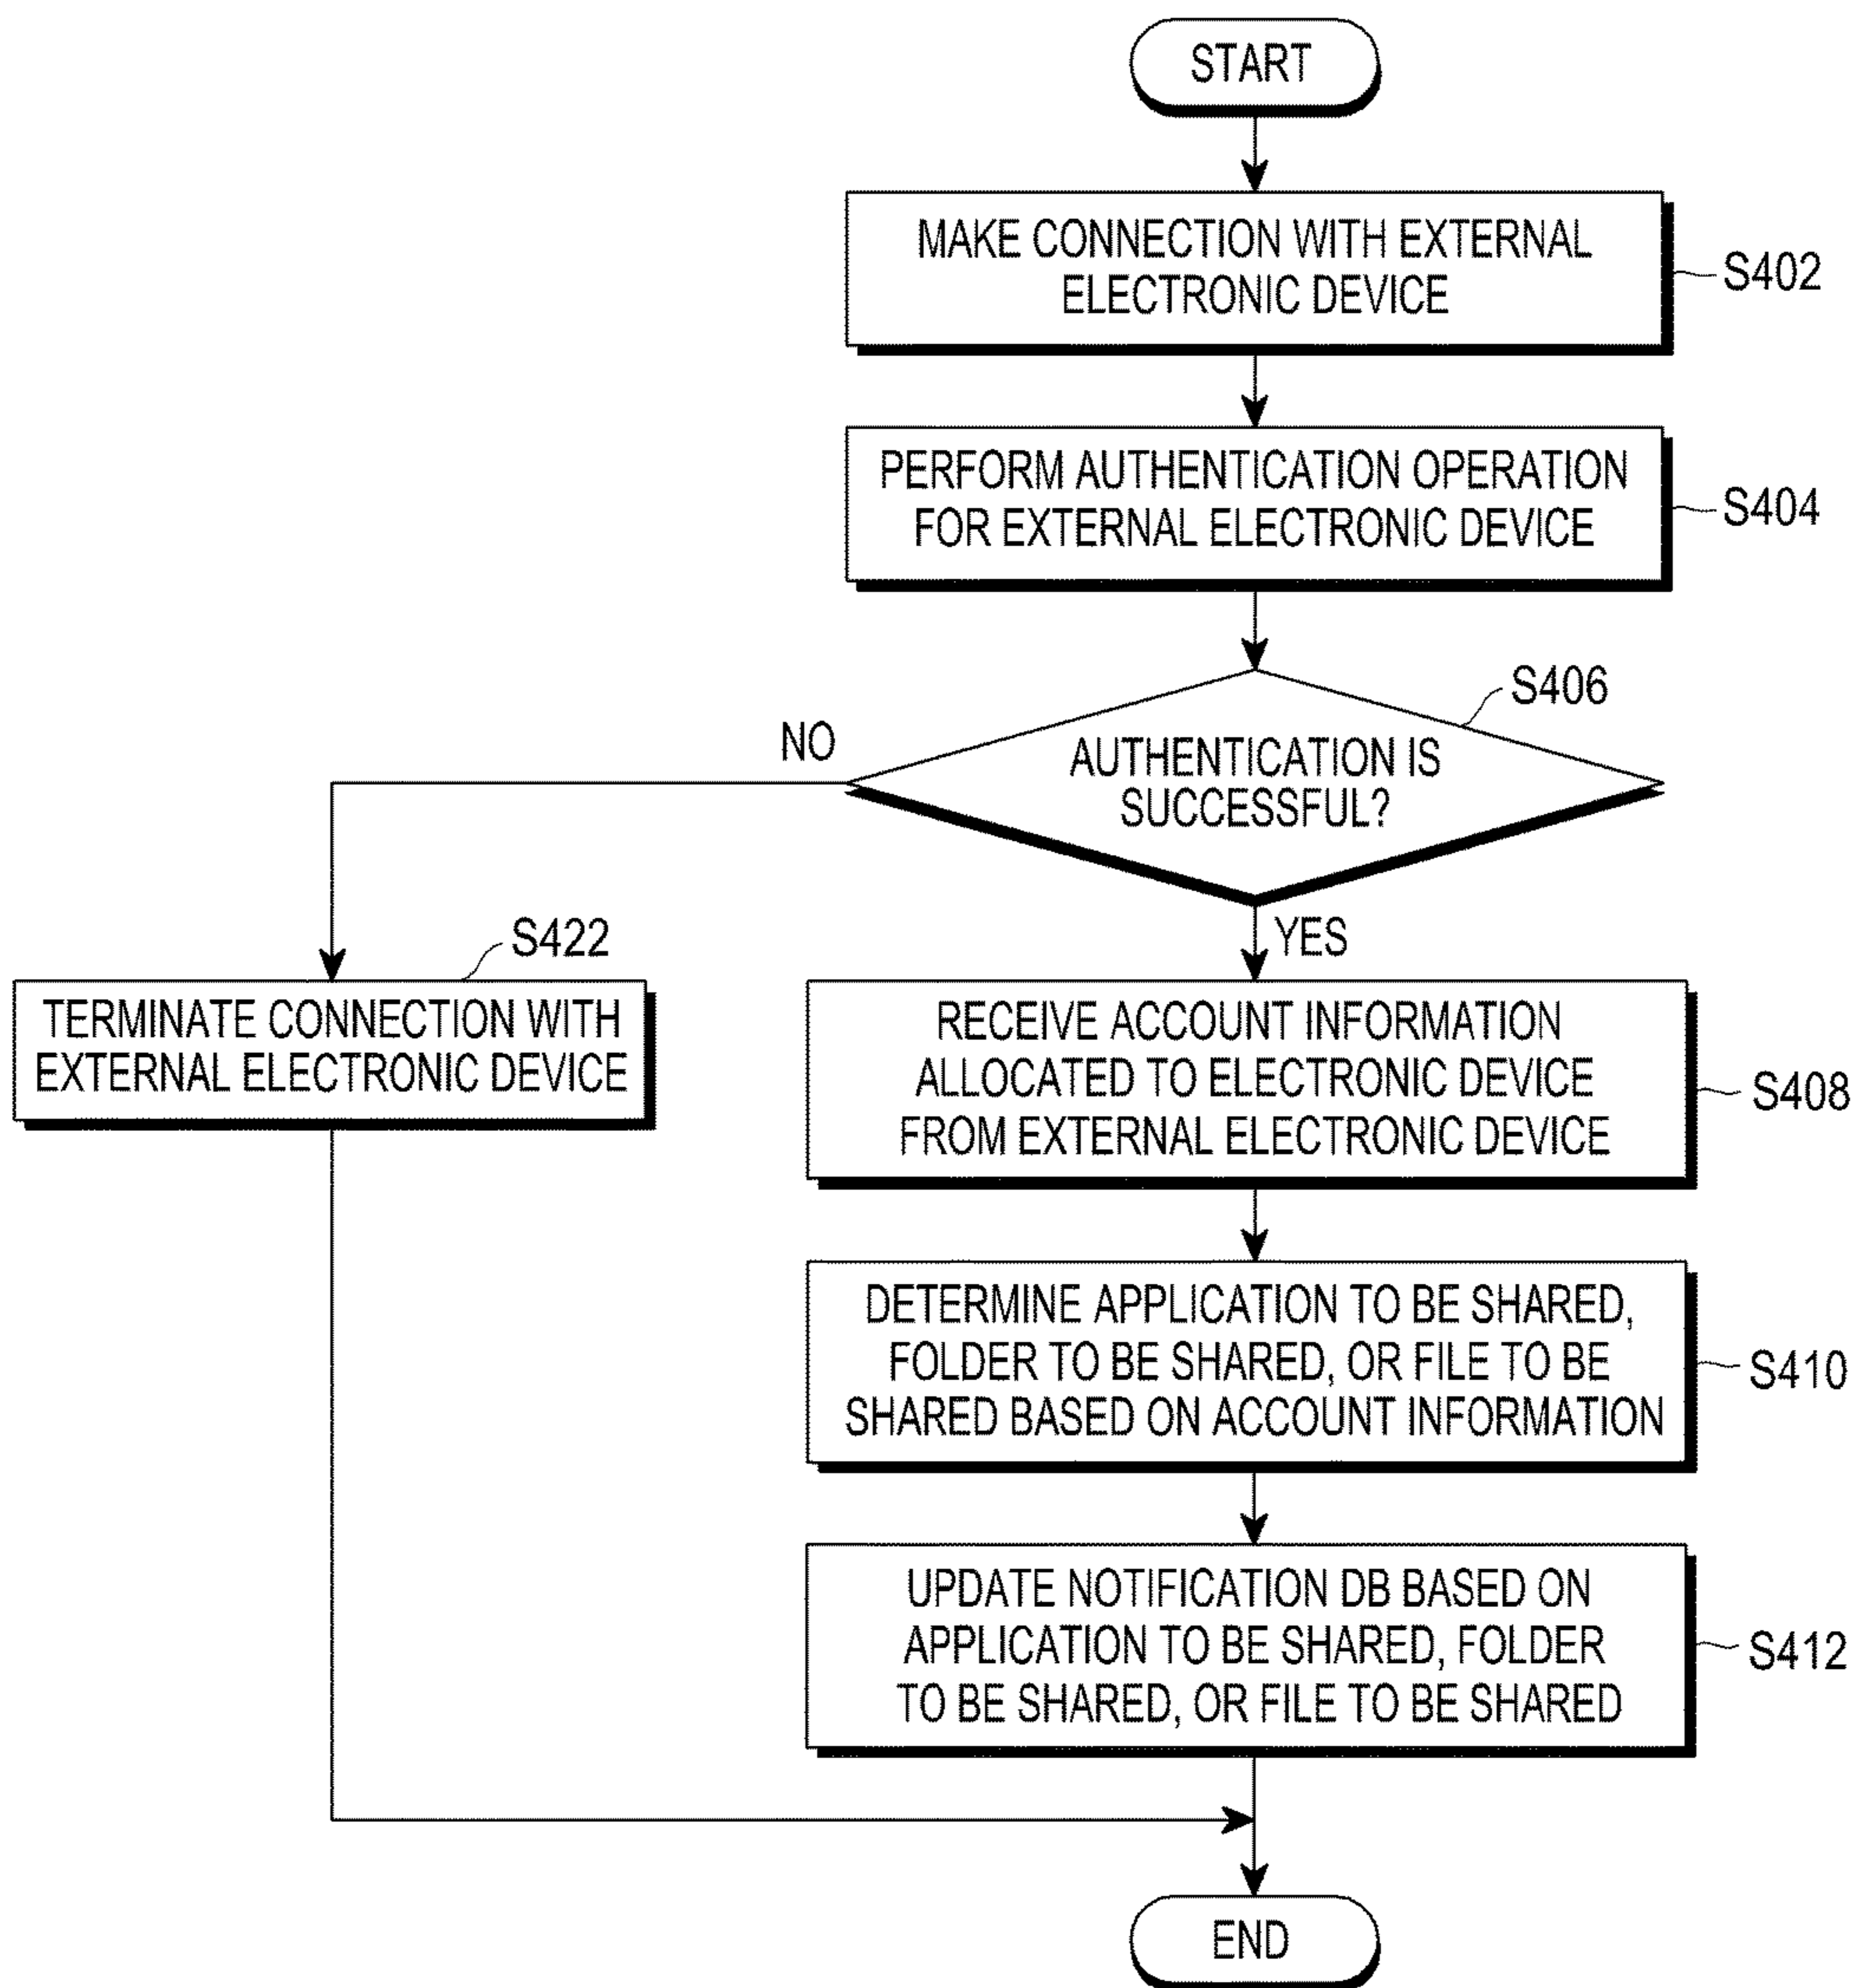 START
MAKE CONNECTION WITH EXTERNAL
ELECTRONIC DEVICE
S402
PERFORM AUTHENTICATION OPERATION
FOR EXTERNAL ELECTRONIC DEVICE
S404
S406
NO
AUTHENTICATION IS
SUCCESSFUL?
YES
S422
TERMINATE CONNECTION WITH
EXTERNAL ELECTRONIC DEVICE
RECEIVE ACCOUNT INFORMATION
ALLOCATED TO ELECTRONIC DEVICE
FROM EXTERNAL ELECTRONIC DEVICE
S408
DETERMINE APPLICATION TO BE SHARED,
FOLDER TO BE SHARED, OR FILE TO BE
SHARED BASED ON ACCOUNT INFORMATION
S410
UPDATE NOTIFICATION DB BASED ON
APPLICATION TO BE SHARED, FOLDER
TO BE SHARED, OR FILE TO BE SHARED
S412
END